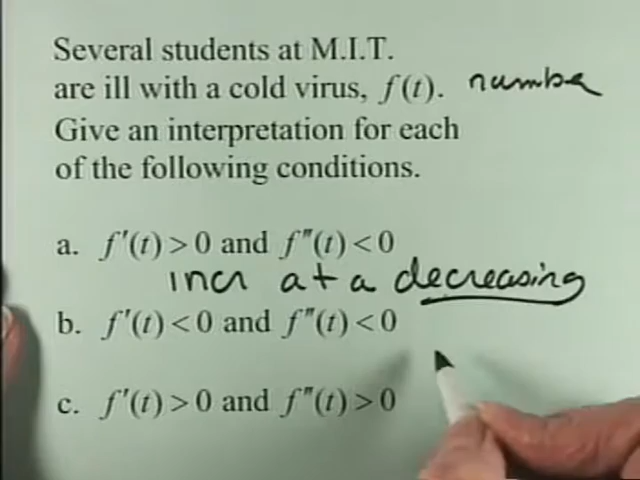 Several students at M.I.T.
are ill with a cold virus, f(t). number
Give an interpretation for each
of the following conditions.
a. f'(t) > 0 and f"(t) < 0
incr at a decreasing
b. f'(t) < 0 and f"(t) < 0
c. f'(t) > 0 and f"(t) > 0